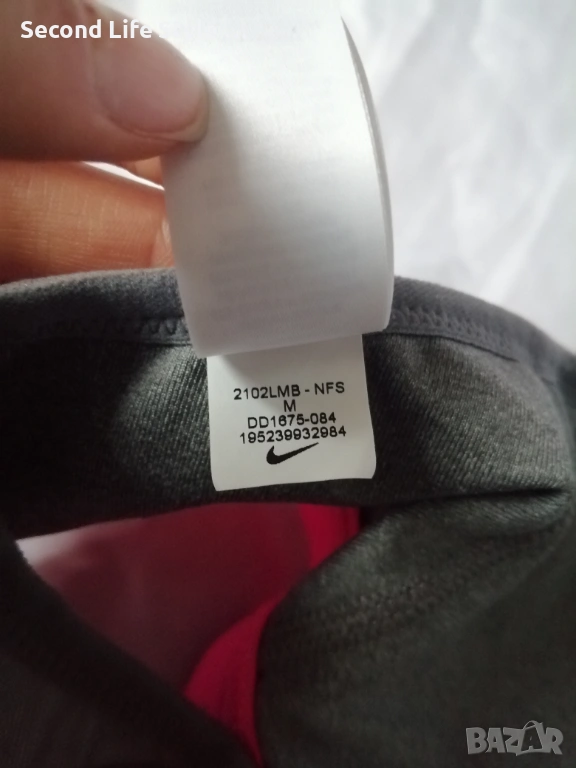 Second Life
2102LMB - NFS
M
DD1675-084
195239932984
BAZAR